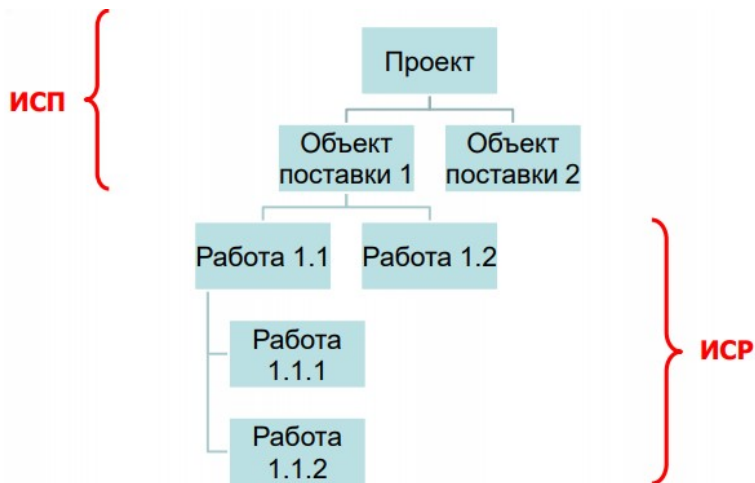 Проект
ИСП
Объект
поставки 1
Объект
поставки 2
Работа 1.1
Работа 1.2
Работа
1.1.1
ИСР
Работа
1.1.2